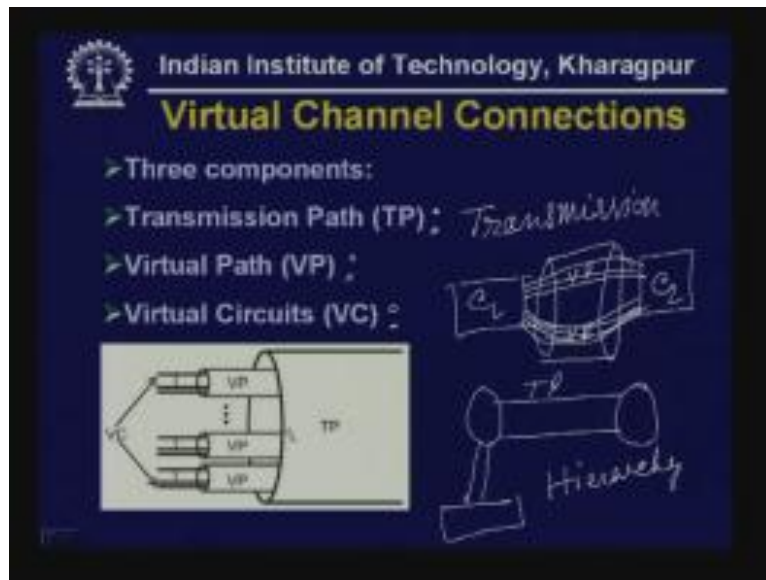 Indian Institute of Technology, Kharagpur
Virtual Channel Connections
➢Three components:
➢Transmission Path (TP) : Transmission
➢Virtual Path (VP) :
➢Virtual Circuits (VC) :
C1 VP C2
VP
VP
VC TP
VP
VP
TP
Hierarchy